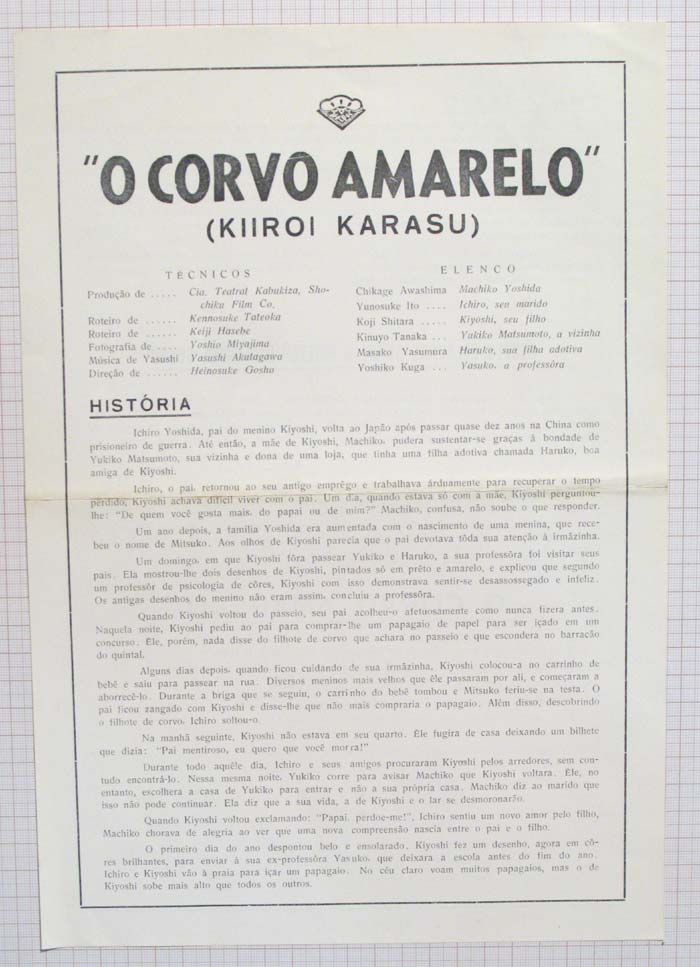 "O CORVO AMARELO"
(KIIROI KARASU)
TÉCNICOS
Produção de ..... Cia. Teatral Kabukiza, Sho-
chiku Film Co.
Roteiro de ...... Kennosuke Tateoka
Roteiro de ...... Keiji Hasebe
Fotografia de .... Yoshio Miyajima
Música de Yasushi Yasushi Akutagawa
Direção de ...... Heinosuke Gosho
ELENCO
Chikage Awashima Machiko Yoshida
Yunosuke Ito .... Ichiro, seu marido
Koji Shitara ..... Kiyoshi, seu filho
Kinuyo Tanaka ... Yukiko Matsumoto, a vizinha
Masako Yasumura Haruko, sua filha adotiva
Yoshiko Kuga ... Yasuko, a professôra
HISTÓRIA
Ichiro Yoshida, pai do menino Kiyoshi, volta ao Japão após passar quase dez anos na China como
prisioneiro de guerra. Até então, a mãe de Kiyoshi, Machiko, pudera sustentar-se graças à bondade de
Yukiko Matsumoto, sua vizinha e dona de uma loja, que tinha uma filha adotiva chamada Haruko, boa
amiga de Kiyoshi.
Ichiro, o pai, retornou ao seu antigo emprêgo e trabalhava àrduamente para recuperar o tempo
perdido, Kiyoshi achava difícil viver com o pai. Um dia, quando estava só com a mãe, Kiyoshi perguntou-
lhe: "De quem você gosta mais, do papai ou de mim?" Machiko, confusa, não soube o que responder.
Um ano depois, a família Yoshida era aumentada com o nascimento de uma menina, que rece-
beu o nome de Mitsuko. Aos olhos de Kiyoshi parecia que o pai devotava tôda sua atenção à irmãzinha.
Um domingo, em que Kiyoshi fôra passear Yukiko e Haruko, a sua professôra foi visitar seus
pais. Ela mostrou-lhe dois desenhos de Kiyoshi, pintados só em prêto e amarelo, e explicou que segundo
um professôr de psicologia de côres, Kiyoshi com isso demonstrava sentir-se desassossegado e infeliz.
Os antigas desenhos do menino não eram assim, concluiu a professôra.
Quando Kiyoshi voltou do passeio, seu pai acolheu-o afetuosamente como nunca fizera antes.
Naquela noite, Kiyoshi pediu ao pai para comprar-lhe um papagaio de papel para ser içado em um
concurso. Êle, porém, nada disse do filhote de corvo que achara no passeio e que escondera no barracão
do quintal.
Alguns dias depois, quando ficou cuidando de sua irmãzinha, Kiyoshi colocou-a no carrinho de
bebê e saiu para passear na rua. Diversos meninos mais velhos que êle passaram por ali, e começaram a
aborrecê-lo. Durante a briga que se seguiu, o carrinho do bebê tombou e Mitsuko feriu-se na testa. O
pai ficou zangado com Kiyoshi e disse-lhe que não mais compraria o papagaio. Além disso, descobrindo
o filhote de corvo, Ichiro soltou-o.
Na manhã seguinte, Kiyoshi não estava em seu quarto. Êle fugira de casa deixando um bilhete
que dizia: "Pai mentiroso, eu quero que você morra!"
Durante todo aquêle dia, Ichiro e seus amigos procuraram Kiyoshi pelos arredores, sem con-
tudo encontrá-lo. Nessa mesma noite, Yukiko corre para avisar Machiko que Kiyoshi voltara. Êle, no
entanto, escolhera a casa de Yukiko para entrar e não a sua própria casa. Machiko diz ao marido que
isso não pode continuar. Ela diz que a sua vida, a de Kiyoshi e o lar se desmoronarão.
Quando Kiyoshi voltou exclamando: "Papai, perdoe-me!", Ichiro sentiu um novo amor pelo filho,
Machiko chorava de alegria ao ver que uma nova compreensão nascia entre o pai e o filho.
O primeiro dia do ano despontou belo e ensolarado. Kiyoshi fez um desenho, agora em cô-
res brilhantes, para enviar à sua ex-professôra Yasuko, que deixara a escola antes do fim do ano.
Ichiro e Kiyoshi vão à praia para içar um papagaio. No céu claro voam muitos papagaios, mas o de
Kiyoshi sobe mais alto que todos os outros.